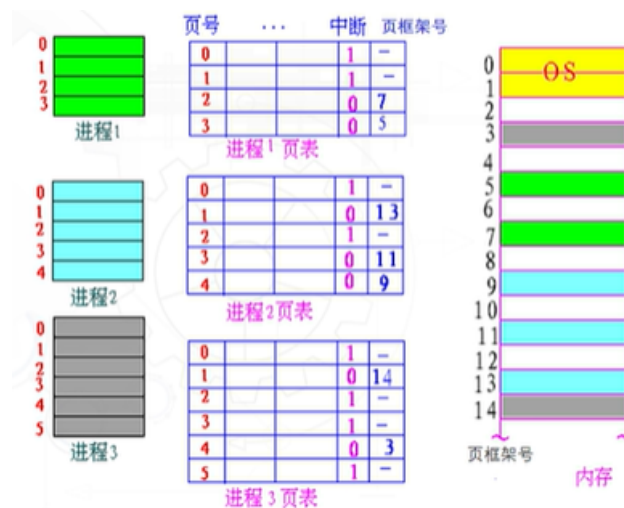 页号 ··· 中断 页框架号
0
1
2
3
进程1
0 1 –
1 1 –
2 0 7
3 0 5
进程1 页表
0
1
2
3
4
进程2
0 1 –
1 0 13
2 1 –
3 0 11
4 0 9
进程2页表
0
1
2
3
4
5
进程3
0 1 –
1 0 14
2 1 –
3 1 –
4 0 3
5 1 –
进程3页表
0 OS
1
2
3
4
5
6
7
8
9
10
11
12
13
14
页框架号
内存